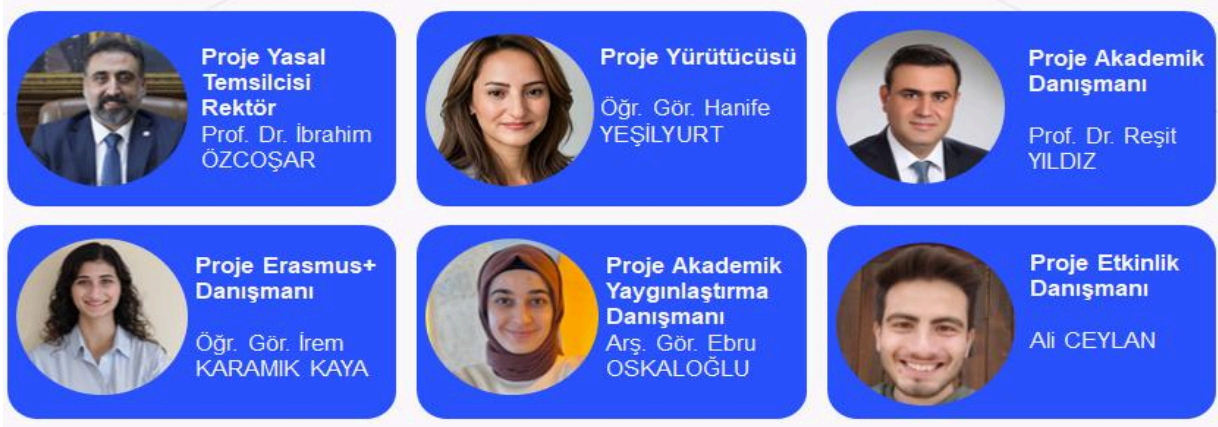 Proje Yasal
Temsilcisi
Rektör
Prof. Dr. İbrahim
ÖZCOŞAR
Proje Yürütücüsü
Öğr. Gör. Hanife
YEŞİLYURT
Proje Akademik
Danışmanı
Prof. Dr. Reşit
YILDIZ
Proje Erasmus+
Danışmanı
Öğr. Gör. İrem
KARAMIK KAYA
Proje Akademik
Yaygınlaştırma
Danışmanı
Arş. Gör. Ebru
OSKALOĞLU
Proje Etkinlik
Danışmanı
Ali CEYLAN